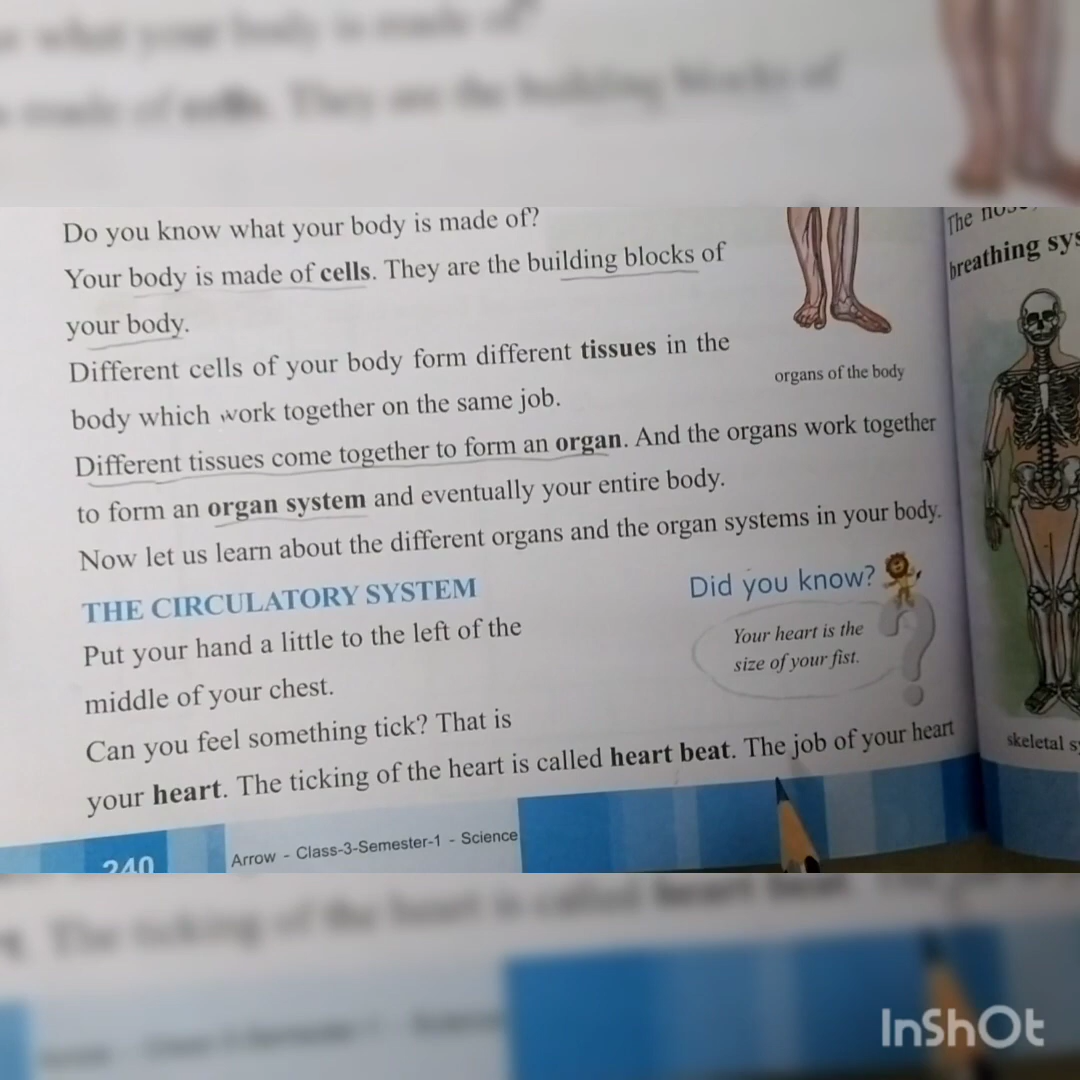 Do you know what your body is made of?
Your body is made of cells. They are the building blocks of
your body.
Different cells of your body form different tissues in the
body which work together on the same job.
Different tissues come together to form an organ. And the organs work together
to form an organ system and eventually your entire body.
Now let us learn about the different organs and the organ systems in your body.
organs of the body
THE CIRCULATORY SYSTEM
Put your hand a little to the left of the
middle of your chest.
Can you feel something tick? That is
your heart. The ticking of the heart is called heart beat. The job of your heart
Did you know?
Your heart is the
size of your fist.
240
Arrow - Class-3-Semester-1 - Science
The
breathing
skeletal
InShOt